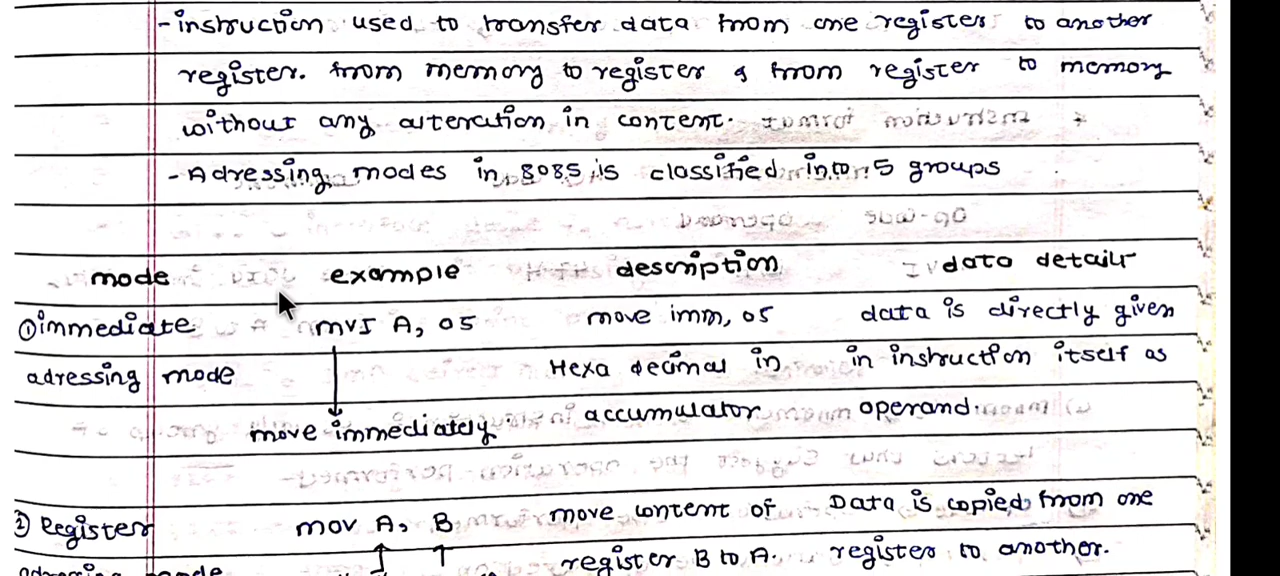 - instruction used to transfer data from one register to another
register. from memory to register & from register to memory
without any alteration in content.
- Adressing modes in 8085 is classified into 5 groups
mode example description data details
① immediate MVI A, 05 move imm, 05 data is directly given
adressing mode Hexa decimal in in instruction itself as
accumulator operand.
move immediately
② Register mov A, B move content of Data is copied from one
register B to A. register to another.
mode